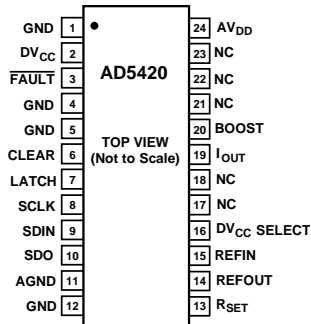 GND 1
DVCC 2
FAULT 3
GND 4
GND 5
CLEAR 6
LATCH 7
SCLK 8
SDIN 9
SDO 10
AGND 11
GND 12
AD5420
TOP VIEW
(Not to Scale)
24 AVDD
23 NC
22 NC
21 NC
20 BOOST
19 IOUT
18 NC
17 NC
16 DVCC SELECT
15 REFIN
14 REFOUT
13 RSET